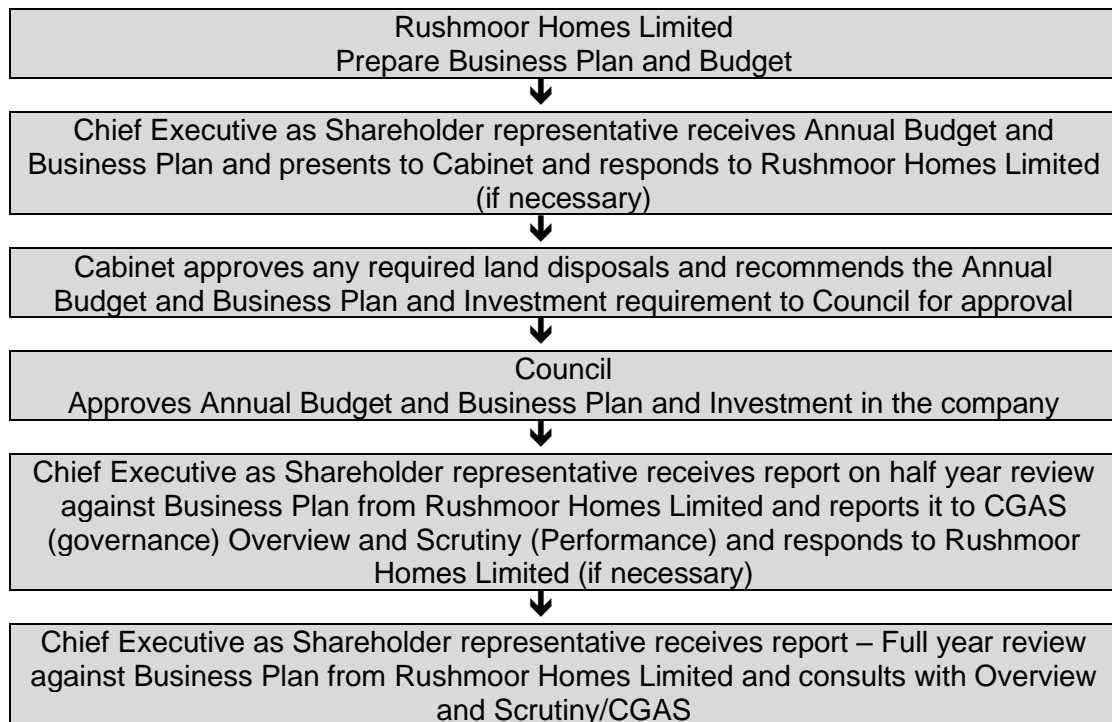 Rushmoor Homes Limited
Prepare Business Plan and Budget
Chief Executive as Shareholder representative receives Annual Budget and
Business Plan and presents to Cabinet and responds to Rushmoor Homes Limited
(if necessary)
Cabinet approves any required land disposals and recommends the Annual
Budget and Business Plan and Investment requirement to Council for approval
Council
Approves Annual Budget and Business Plan and Investment in the company
Chief Executive as Shareholder representative receives report on half year review
against Business Plan from Rushmoor Homes Limited and reports it to CGAS
(governance) Overview and Scrutiny (Performance) and responds to Rushmoor
Homes Limited (if necessary)
Chief Executive as Shareholder representative receives report – Full year review
against Business Plan from Rushmoor Homes Limited and consults with Overview
and Scrutiny/CGAS